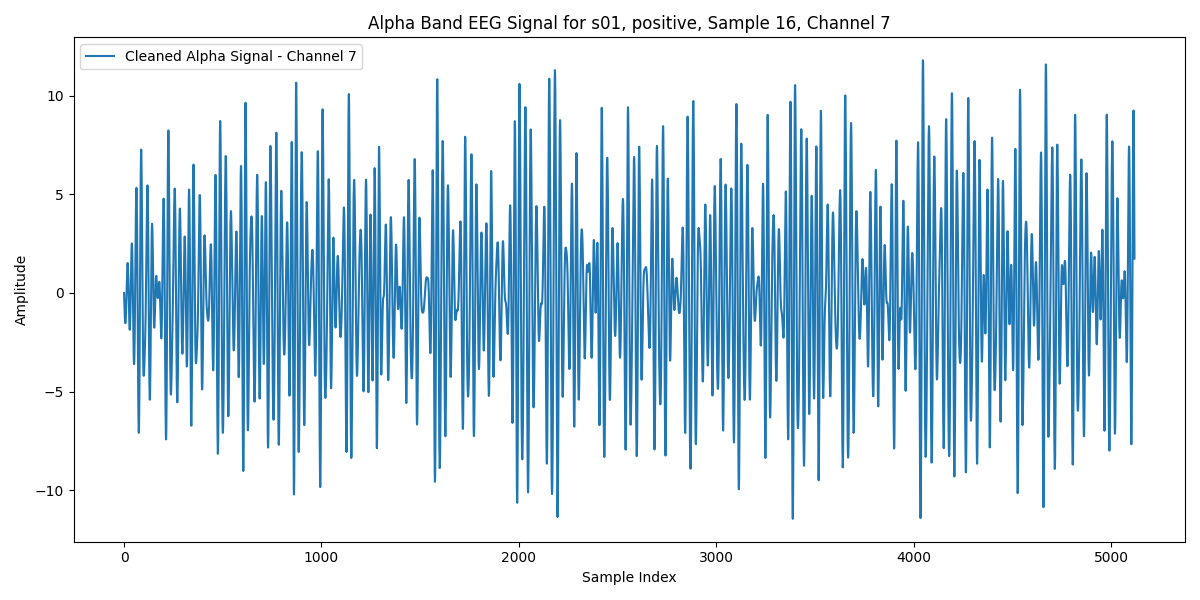 Alpha Band EEG Signal for s01, positive, Sample 16, Channel 7
Cleaned Alpha Signal - Channel 7
Amplitude
10
5
0
−5
−10
0 1000 2000 3000 4000 5000
Sample Index